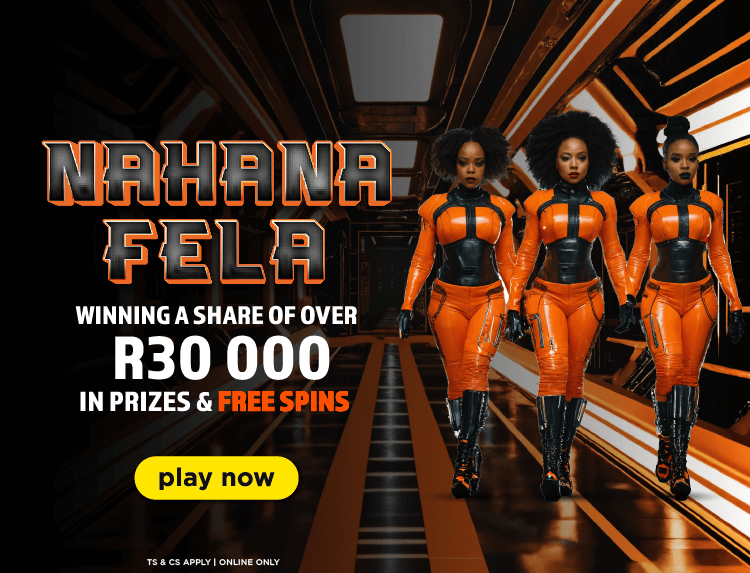 NAHANA
FELA
WINNING A SHARE OF OVER
R30 000
IN PRIZES & FREE SPINS
play now
TS & CS APPLY | ONLINE ONLY